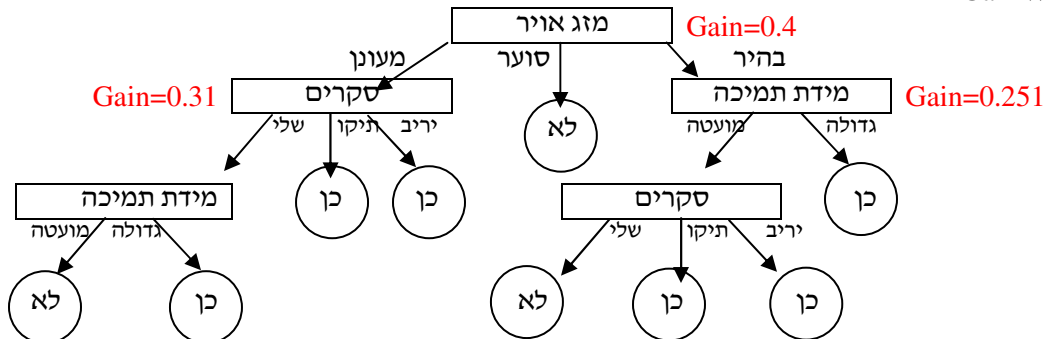 מזג אויר
Gain=0.4
בהיר
סוער
מעונן
מידת תמיכה
Gain=0.251
סקרים
Gain=0.31
גדולה
מועטה
יריב
תיקו
שלי
לא
כן
סקרים
כן
כן
מידת תמיכה
יריב
תיקו
שלי
גדולה
מועטה
כן
כן
לא
כן
לא